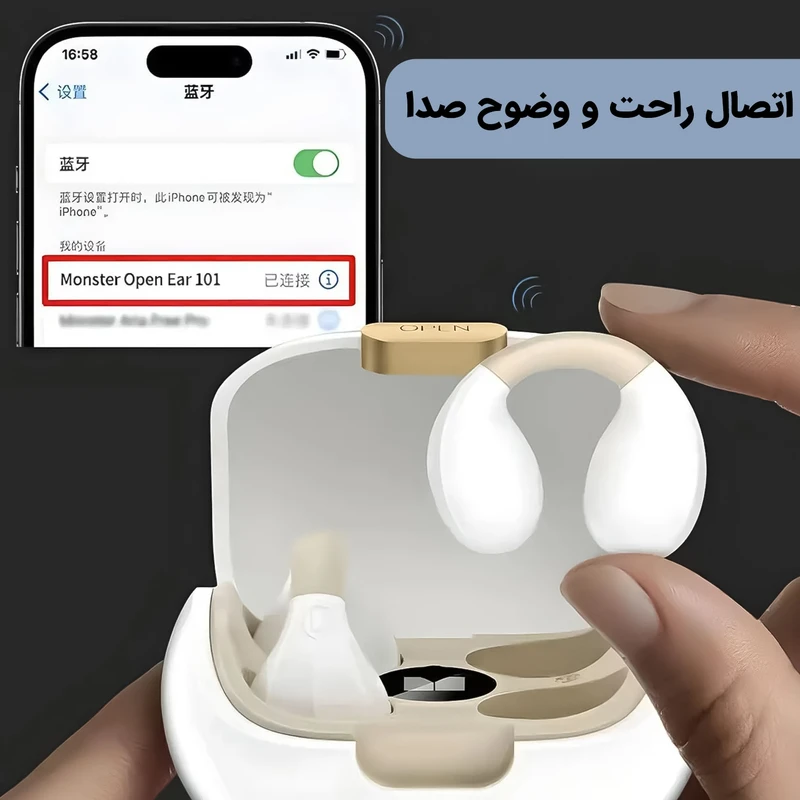 16:58
设置
蓝牙
اتصال راحت و وضوح صدا
蓝牙
蓝牙设置打开时，此iPhone可被发现为“
iPhone”。
我的设备
Monster Open Ear 101 已连接
OPEN